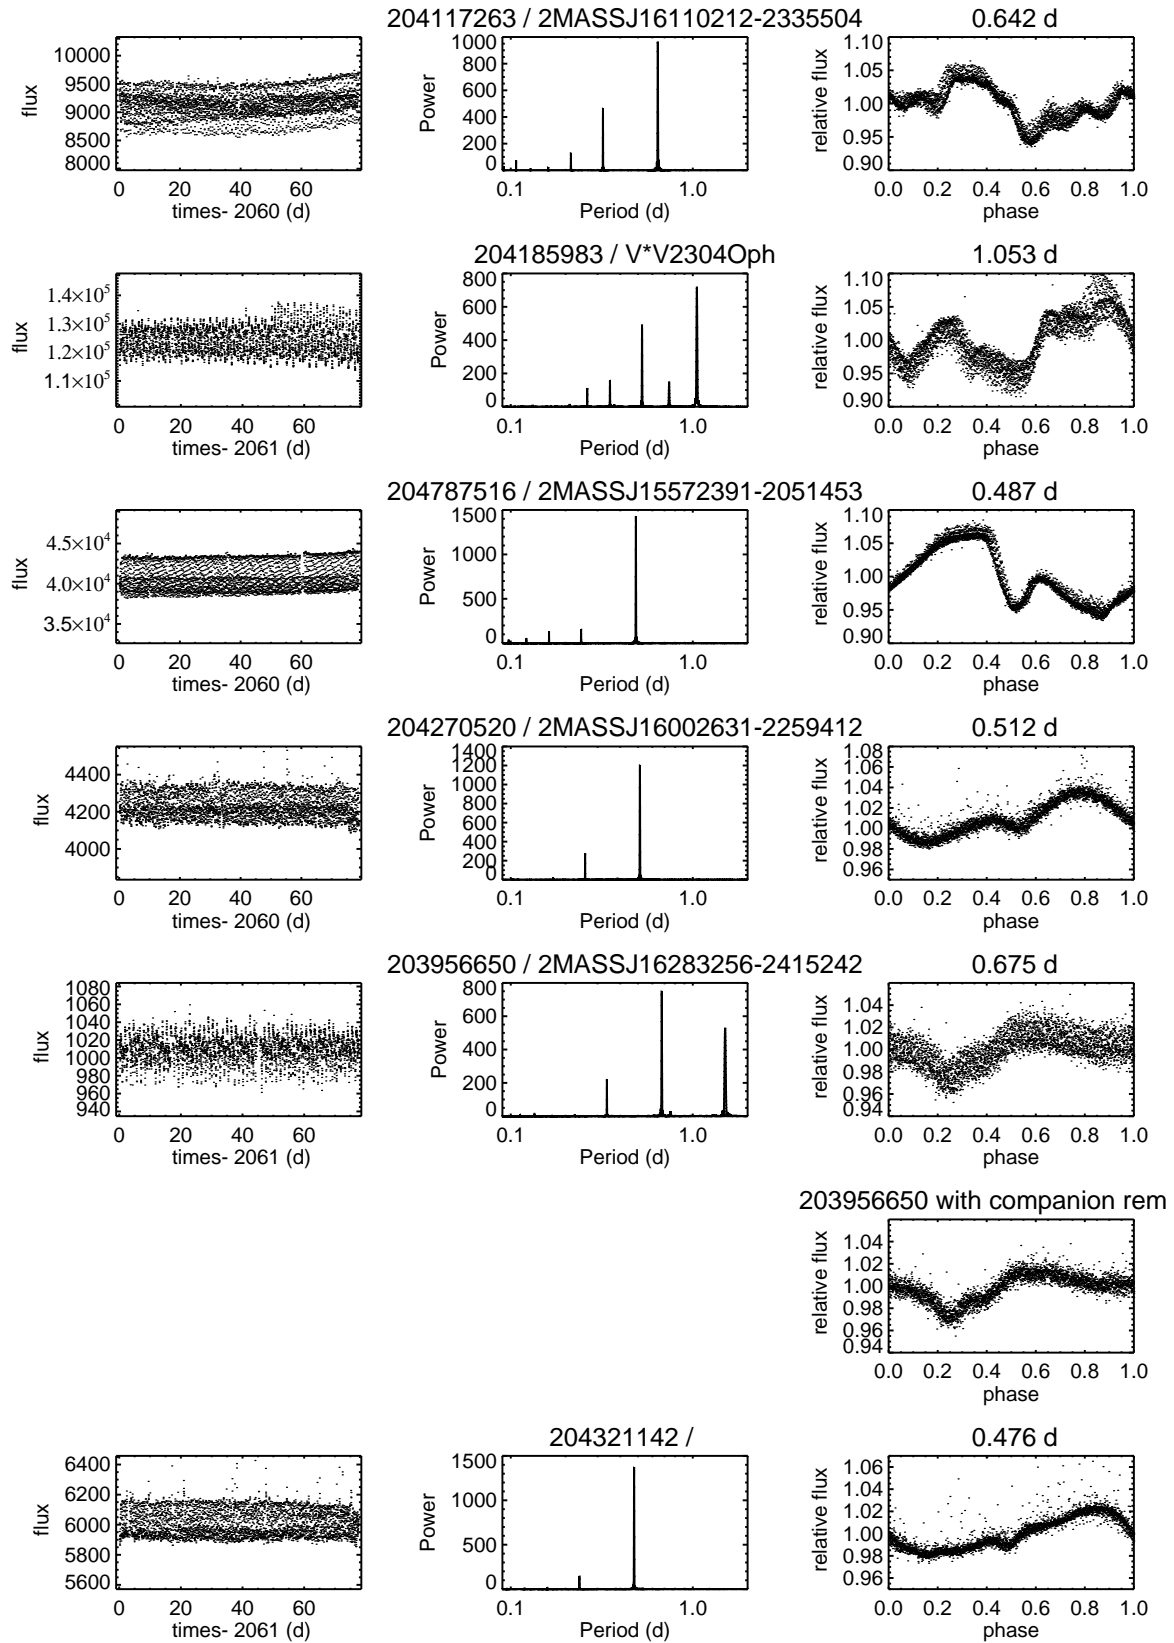 204117263 / 2MASSJ16110212-2335504
0.642 d
10000
9500
9000
8500
8000
flux
0 20 40 60
times- 2060 (d)
1000
800
600
400
200
0
Power
0.1 1.0
Period (d)
1.10
1.05
1.00
0.95
0.90
relative flux
0.0 0.2 0.4 0.6 0.8 1.0
phase
204185983 / V*V2304Oph
1.053 d
1.4×10⁵
1.3×10⁵
1.2×10⁵
1.1×10⁵
flux
0 20 40 60
times- 2061 (d)
800
600
400
200
0
Power
0.1 1.0
Period (d)
1.10
1.05
1.00
0.95
0.90
relative flux
0.0 0.2 0.4 0.6 0.8 1.0
phase
204787516 / 2MASSJ15572391-2051453
0.487 d
4.5×10⁴
4.0×10⁴
3.5×10⁴
flux
0 20 40 60
times- 2060 (d)
1500
1000
500
0
Power
0.1 1.0
Period (d)
1.10
1.05
1.00
0.95
0.90
relative flux
0.0 0.2 0.4 0.6 0.8 1.0
phase
204270520 / 2MASSJ16002631-2259412
0.512 d
4400
4200
4000
flux
0 20 40 60
times- 2060 (d)
1400
1200
1000
800
600
400
200
0
Power
0.1 1.0
Period (d)
1.08
1.06
1.04
1.02
1.00
0.98
0.96
relative flux
0.0 0.2 0.4 0.6 0.8 1.0
phase
203956650 / 2MASSJ16283256-2415242
0.675 d
1080
1060
1040
1020
1000
980
960
940
flux
0 20 40 60
times- 2061 (d)
800
600
400
200
0
Power
0.1 1.0
Period (d)
1.04
1.02
1.00
0.98
0.96
0.94
relative flux
0.0 0.2 0.4 0.6 0.8 1.0
phase
203956650 with companion rem
1.04
1.02
1.00
0.98
0.96
0.94
relative flux
0.0 0.2 0.4 0.6 0.8 1.0
phase
204321142 /
0.476 d
6400
6200
6000
5800
5600
flux
0 20 40 60
times- 2061 (d)
1500
1000
500
0
Power
0.1 1.0
Period (d)
1.06
1.04
1.02
1.00
0.98
0.96
relative flux
0.0 0.2 0.4 0.6 0.8 1.0
phase